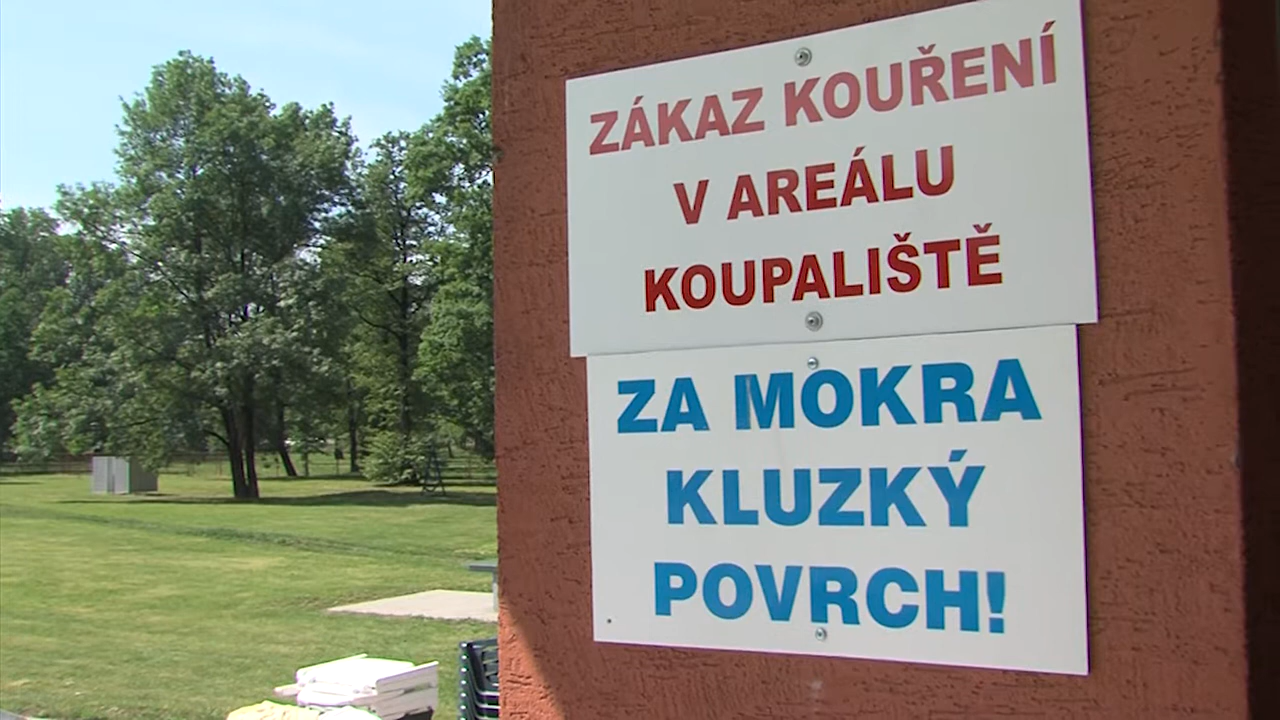 ZÁKAZ KOUŘENÍ
V AREÁLU
KOUPALIŠTĚ
ZA MOKRA
KLUZKÝ
POVRCH!